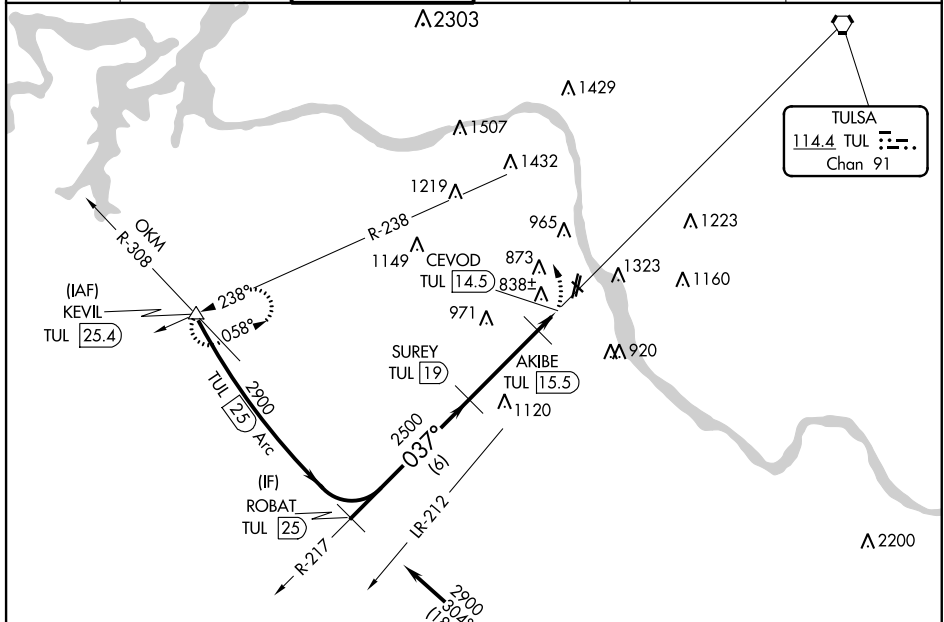 2303
1429
TULSA
114.4 TUL
Chan 91
1507
1432
1219
R-238
OKM
R-308
1149
965
1223
CEVOD
TUL 14.5
873
838±
1323
1160
(IAF)
KEVIL
TUL 25.4
238°
058°
971
920
SUREY
TUL 19
AKIBE
TUL 15.5
1120
2900
TUL 25 Arc
2500
037°
(6)
(IF)
ROBAT
TUL 25
LR-212
R-217
2200
2900
304°